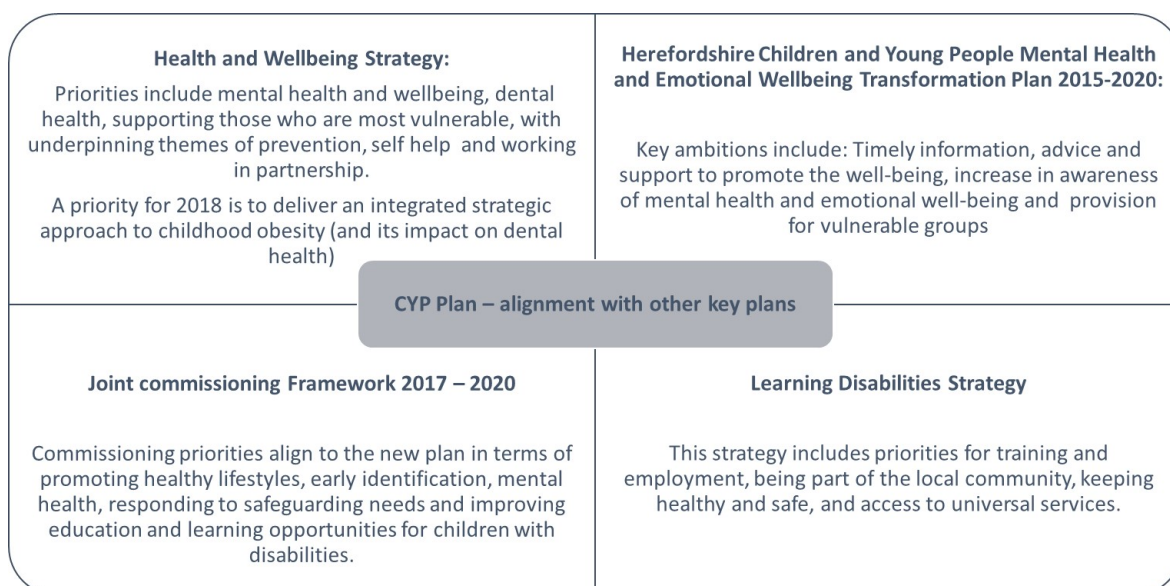 Health and Wellbeing Strategy:
Priorities include mental health and wellbeing, dental
health, supporting those who are most vulnerable, with
underpinning themes of prevention, self help and working
in partnership.
A priority for 2018 is to deliver an integrated strategic
approach to childhood obesity (and its impact on dental
health)
Herefordshire Children and Young People Mental Health
and Emotional Wellbeing Transformation Plan 2015-2020:
Key ambitions include: Timely information, advice and
support to promote the well-being, increase in awareness
of mental health and emotional well-being and provision
for vulnerable groups
CYP Plan – alignment with other key plans
Joint commissioning Framework 2017 – 2020
Commissioning priorities align to the new plan in terms of
promoting healthy lifestyles, early identification, mental
health, responding to safeguarding needs and improving
education and learning opportunities for children with
disabilities.
Learning Disabilities Strategy
This strategy includes priorities for training and
employment, being part of the local community, keeping
healthy and safe, and access to universal services.